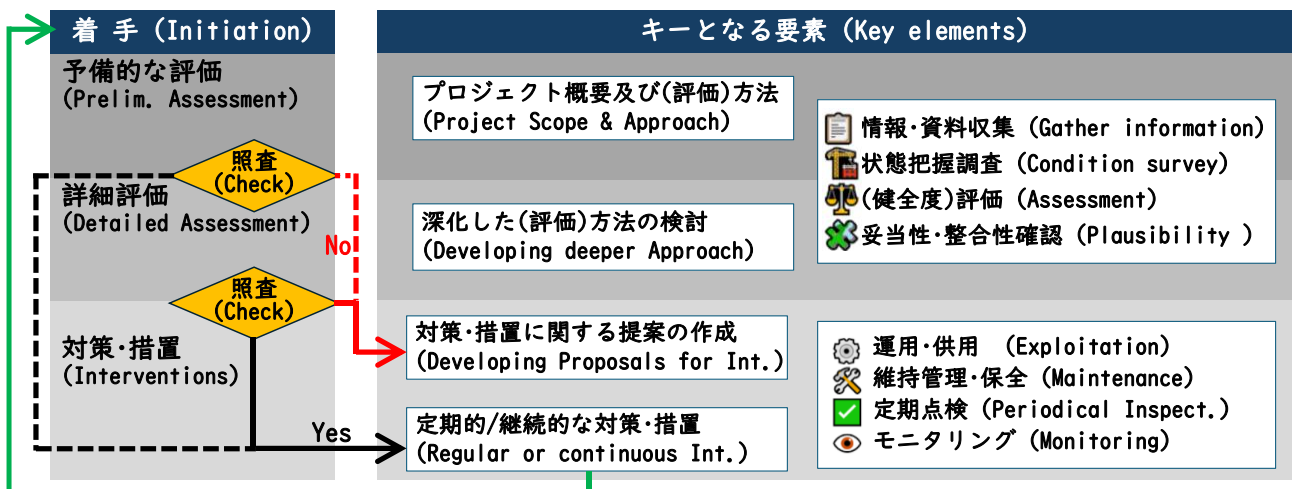 着 手 (Initiation)
キーとなる要素 (Key elements)
予備的な評価
(Prelim. Assessment)
プロジェクト概要及び(評価)方法
(Project Scope & Approach)
情報･資料収集 (Gather information)
状態把握調査 (Condition survey)
(健全度)評価 (Assessment)
妥当性･整合性確認 (Plausibility )
照査
(Check)
詳細評価
(Detailed Assessment)
No
深化した(評価)方法の検討
(Developing deeper Approach)
照査
(Check)
対策･措置
(Interventions)
対策･措置に関する提案の作成
(Developing Proposals for Int.)
Yes
定期的/継続的な対策･措置
(Regular or continuous Int.)
運用･供用 (Exploitation)
維持管理･保全 (Maintenance)
定期点検 (Periodical Inspect.)
モニタリング (Monitoring)